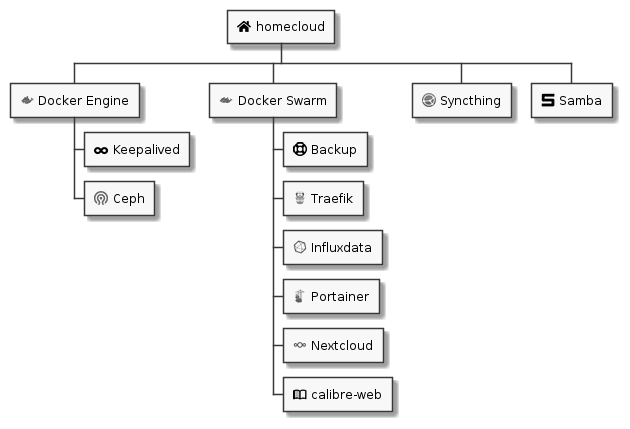 homecloud
Docker Engine
Docker Swarm
Syncthing
Samba
Keepalived
Ceph
Backup
Traefik
Influxdata
Portainer
Nextcloud
calibre-web